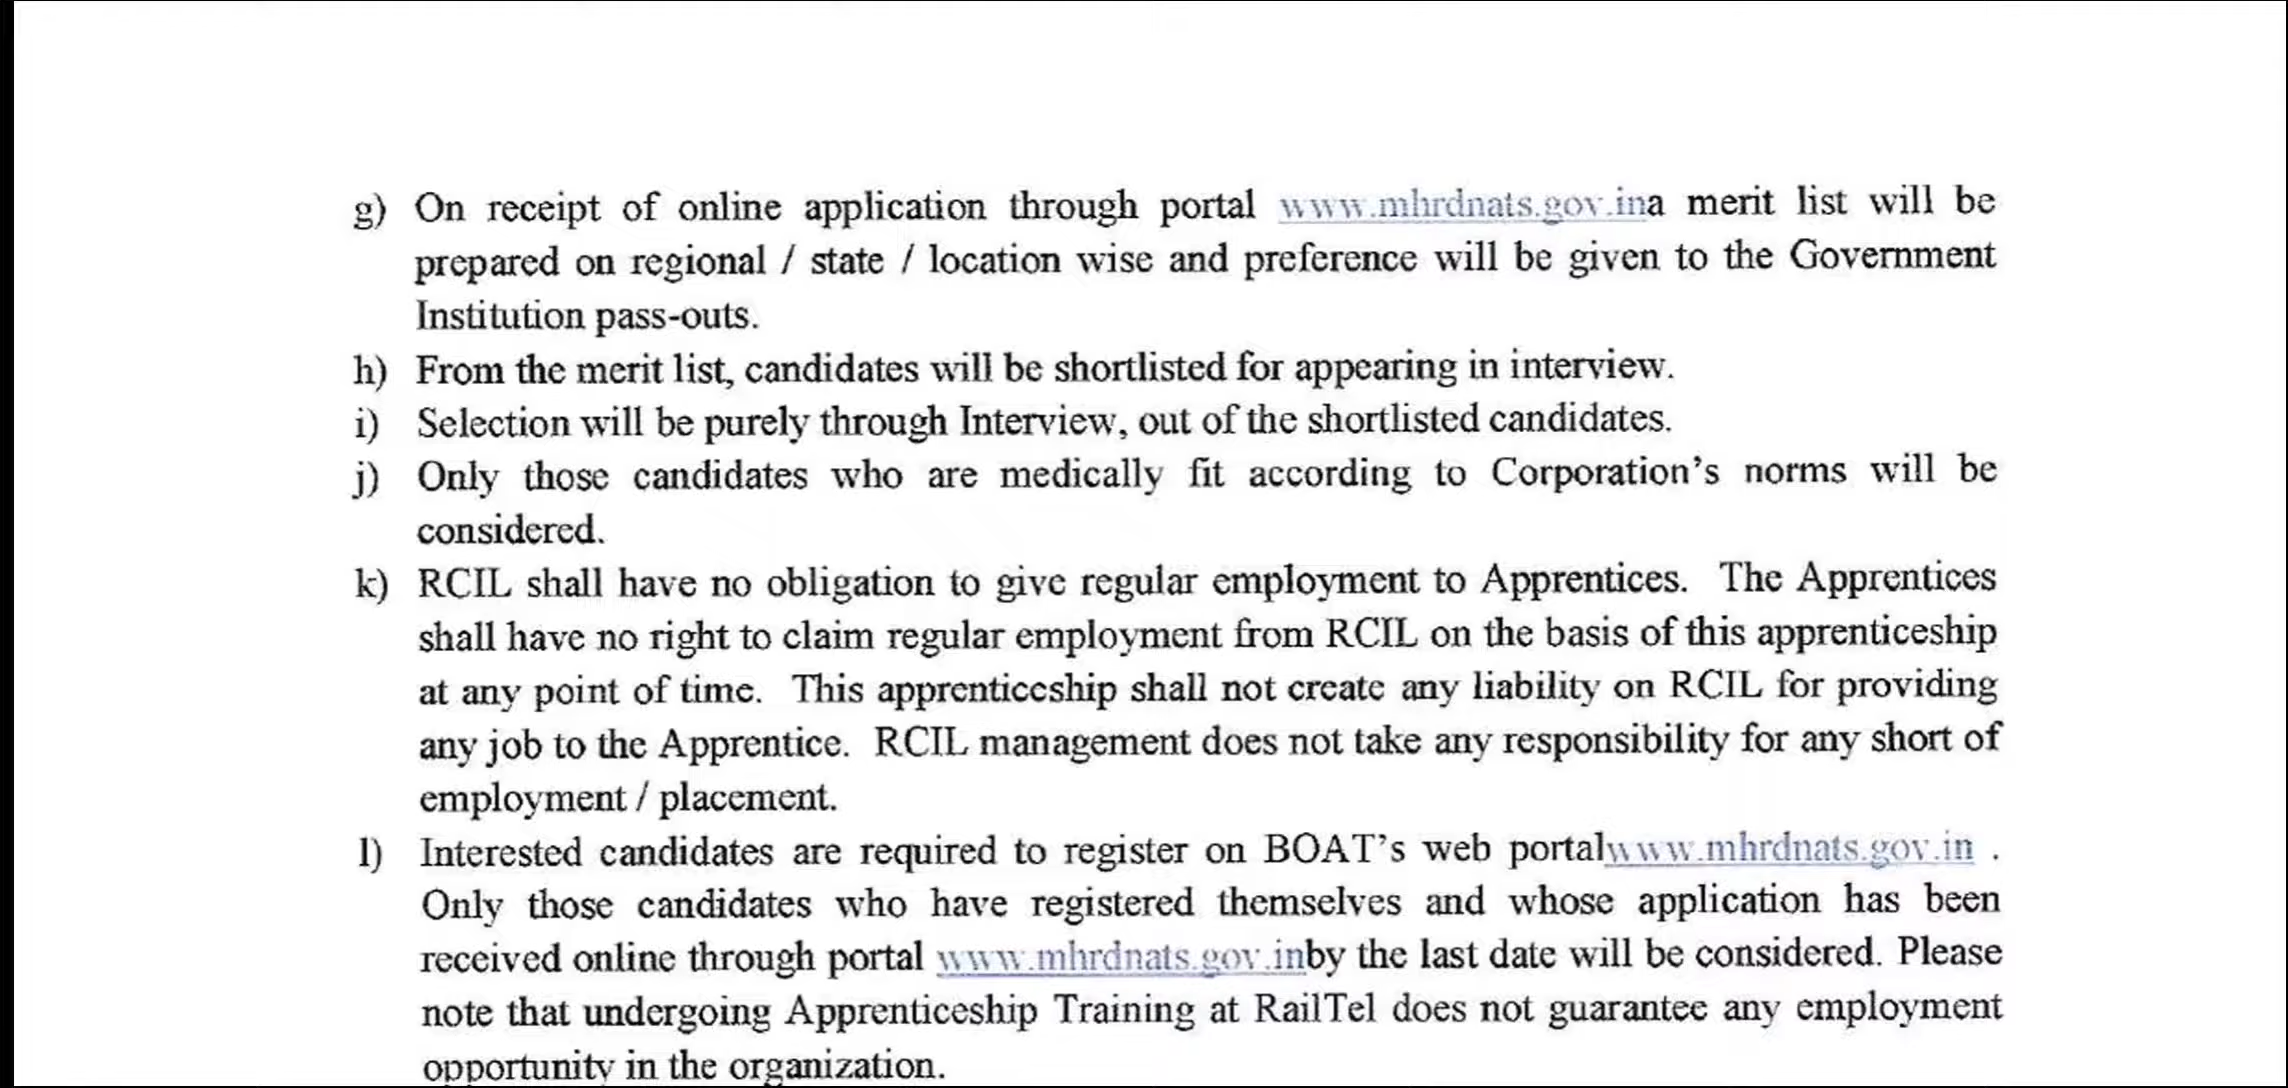 g) On receipt of online application through portal www.mhrdnats.gov.ina merit list will be
prepared on regional / state / location wise and preference will be given to the Government
Institution pass-outs.
h) From the merit list, candidates will be shortlisted for appearing in interview.
i) Selection will be purely through Interview, out of the shortlisted candidates.
j) Only those candidates who are medically fit according to Corporation's norms will be
considered.
k) RCIL shall have no obligation to give regular employment to Apprentices. The Apprentices
shall have no right to claim regular employment from RCIL on the basis of this apprenticeship
at any point of time. This apprenticeship shall not create any liability on RCIL for providing
any job to the Apprentice. RCIL management does not take any responsibility for any short of
employment / placement.
l) Interested candidates are required to register on BOAT's web portalwww.mhrdnats.gov.in .
Only those candidates who have registered themselves and whose application has been
received online through portal www.mhrdnats.gov.inby the last date will be considered. Please
note that undergoing Apprenticeship Training at RailTel does not guarantee any employment
opportunity in the organization.